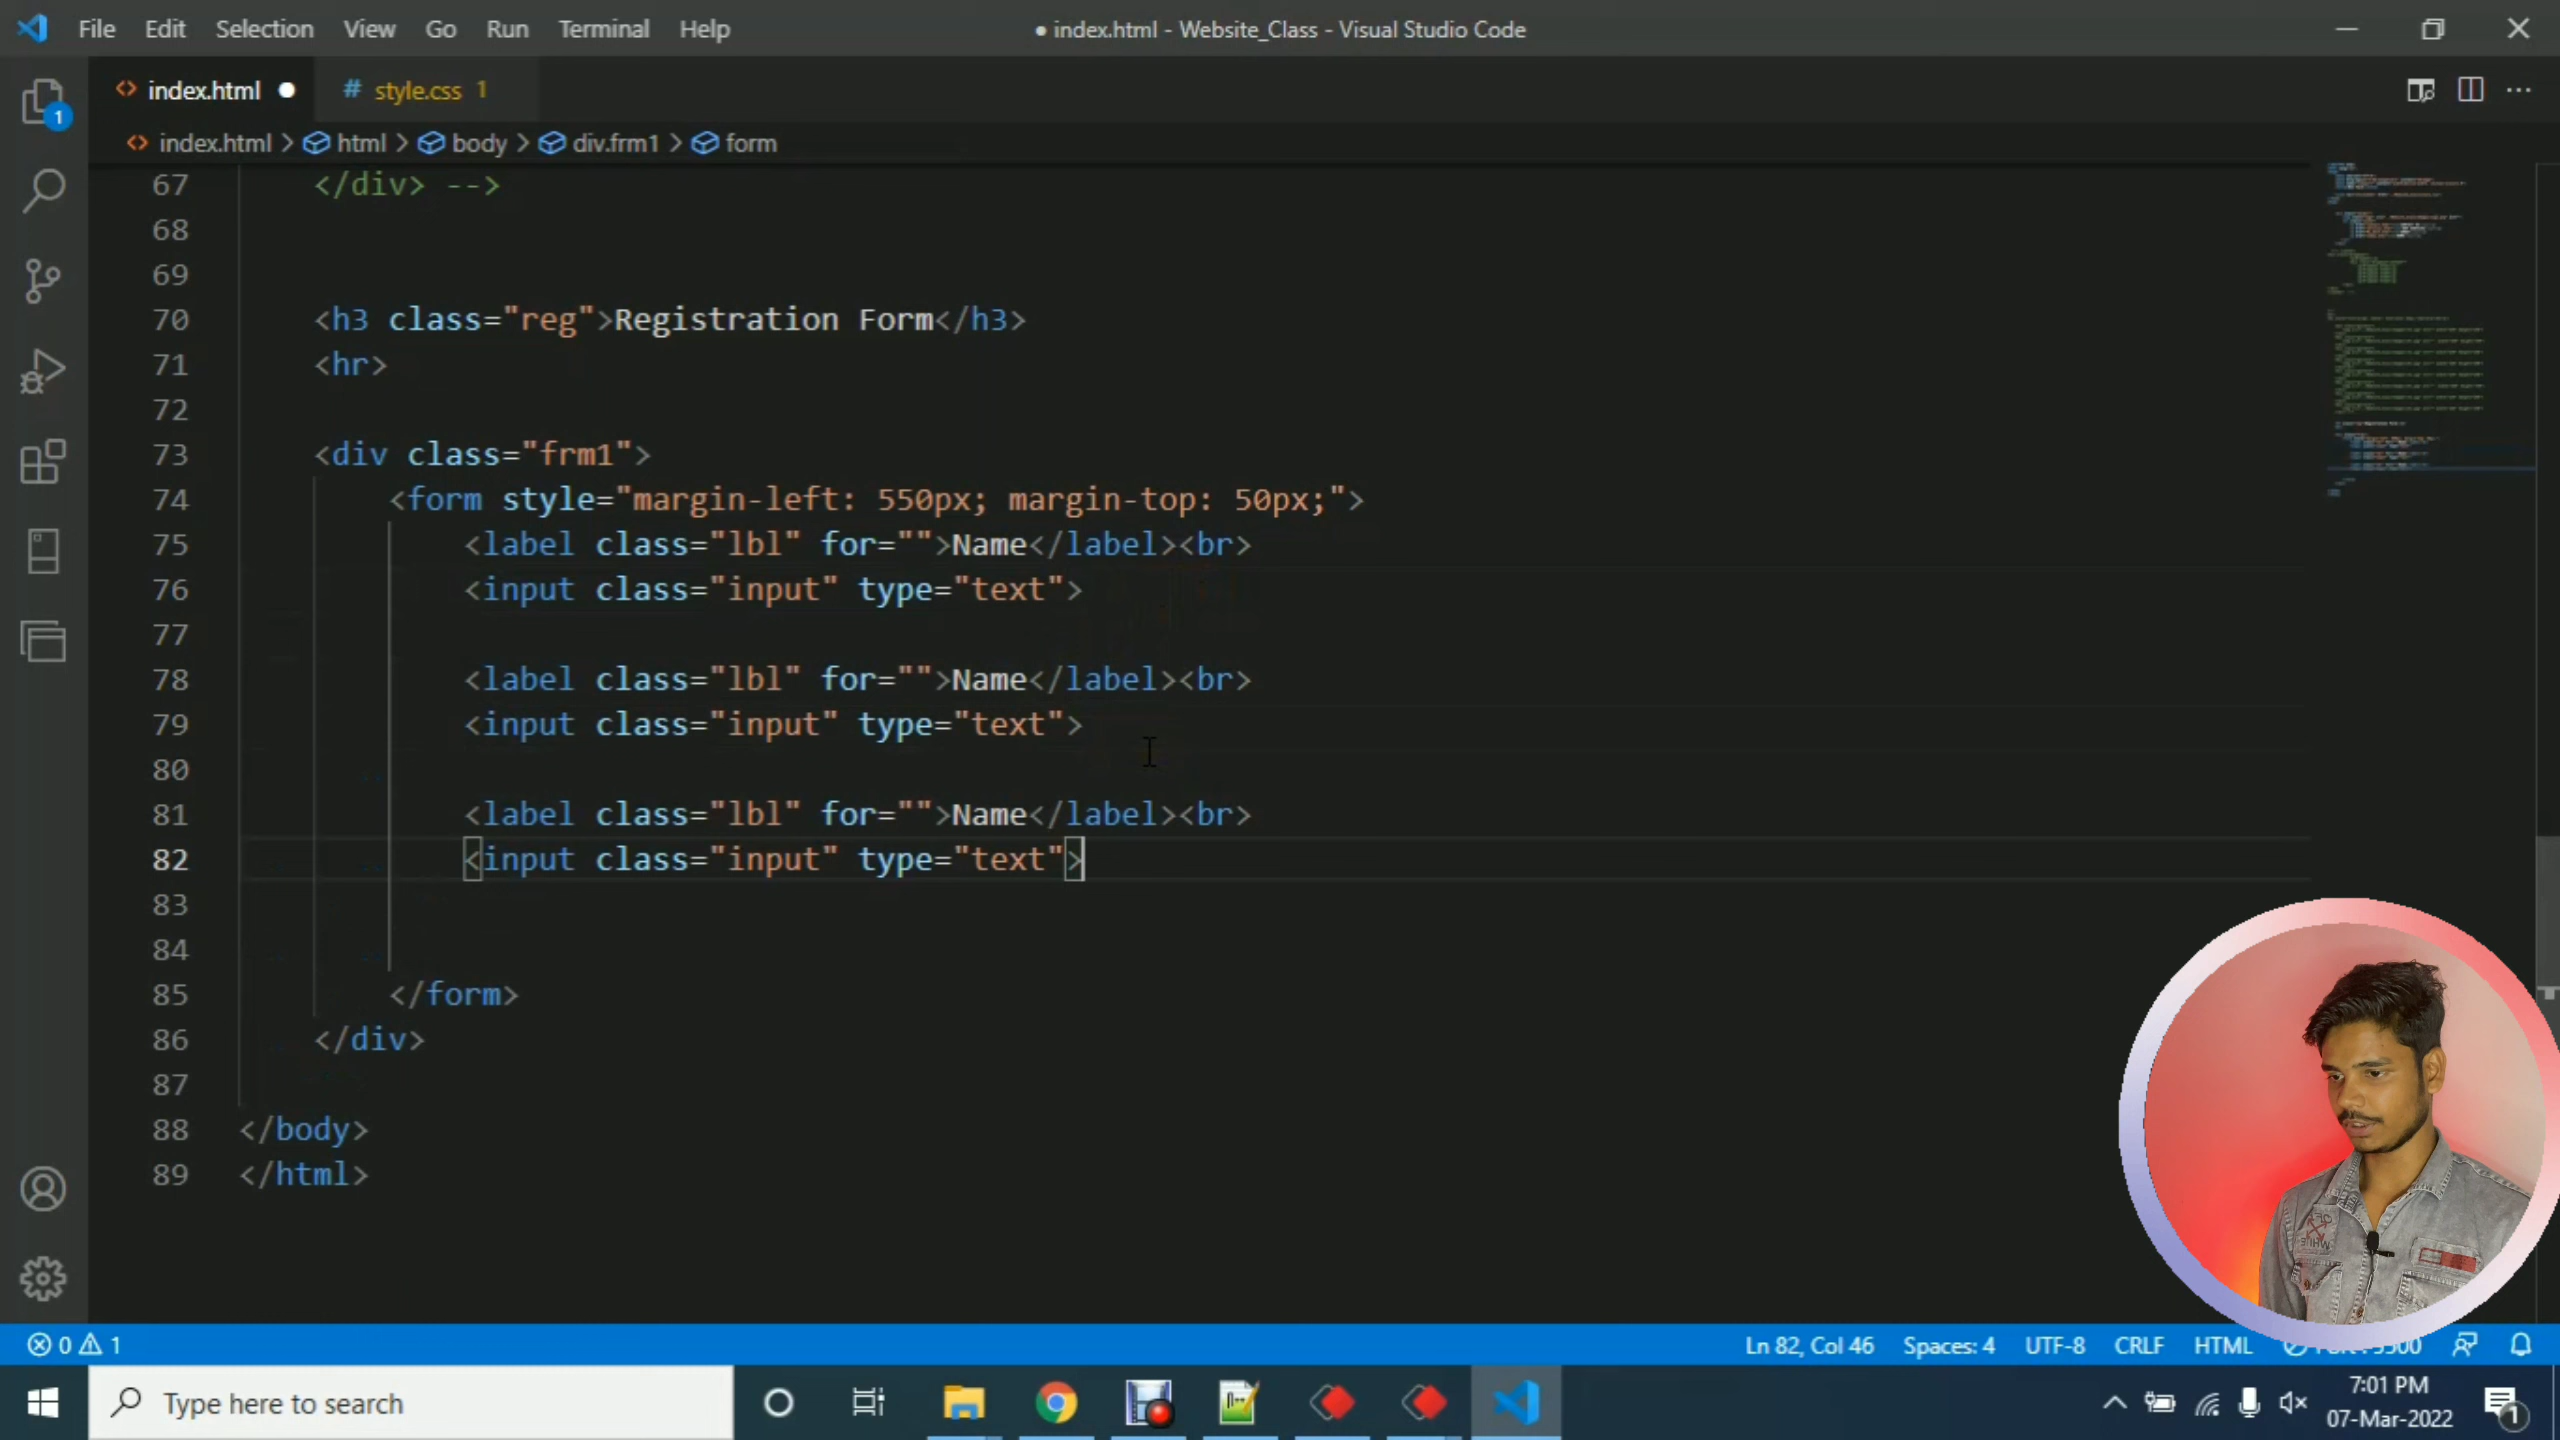 File Edit Selection View Go Run Terminal Help
● index.html - Website_Class - Visual Studio Code
index.html ●
# style.css 1
index.html > html > body > div.frm1 > form
67 </div> -->
68
69
70 <h3 class="reg">Registration Form</h3>
71 <hr>
72
73 <div class="frm1">
74 <form style="margin-left: 550px; margin-top: 50px;">
75 <label class="lbl" for="">Name</label><br>
76 <input class="input" type="text">
77
78 <label class="lbl" for="">Name</label><br>
79 <input class="input" type="text">
80
81 <label class="lbl" for="">Name</label><br>
82 <input class="input" type="text">
83
84
85 </form>
86 </div>
87
88 </body>
89 </html>
1
0 1
Ln 82, Col 46 Spaces: 4 UTF-8 CRLF HTML
Type here to search
7:01 PM
07-Mar-2022
1